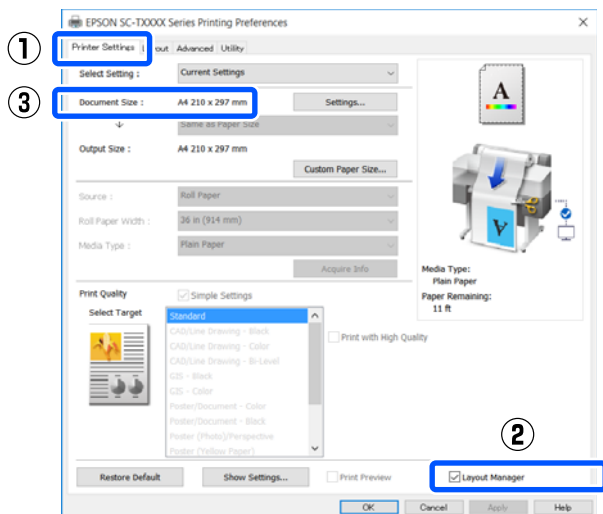 EPSON SC-TXXXX Series Printing Preferences
①
Printer Settings out Advanced Utility
Select Setting : Current Settings
③
Document Size : A4 210 x 297 mm Settings...
Same as Paper Size
Output Size : A4 210 x 297 mm
Custom Paper Size...
Source : Roll Paper
Roll Paper Width : 36 in (914 mm)
Media Type : Plain Paper
Acquire Info
Print Quality Simple Settings
Select Target
Standard
CAD/Line Drawing - Black
CAD/Line Drawing - Color
CAD/Line Drawing - Bi-Level
GIS - Black
GIS - Color
Poster/Document - Color
Poster/Document - Black
Poster (Photo)/Perspective
Poster (Yellow Paper)
Print with High Quality
A
A
Media Type:
Plain Paper
Paper Remaining:
11 ft
②
Restore Default Show Settings... Print Preview Layout Manager
OK Cancel Apply Help